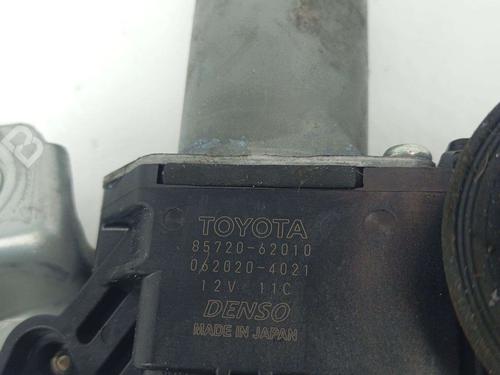 TOYOTA
85720-62010
062020-4021
12V 11C
DENSO
MADE IN JAPAN